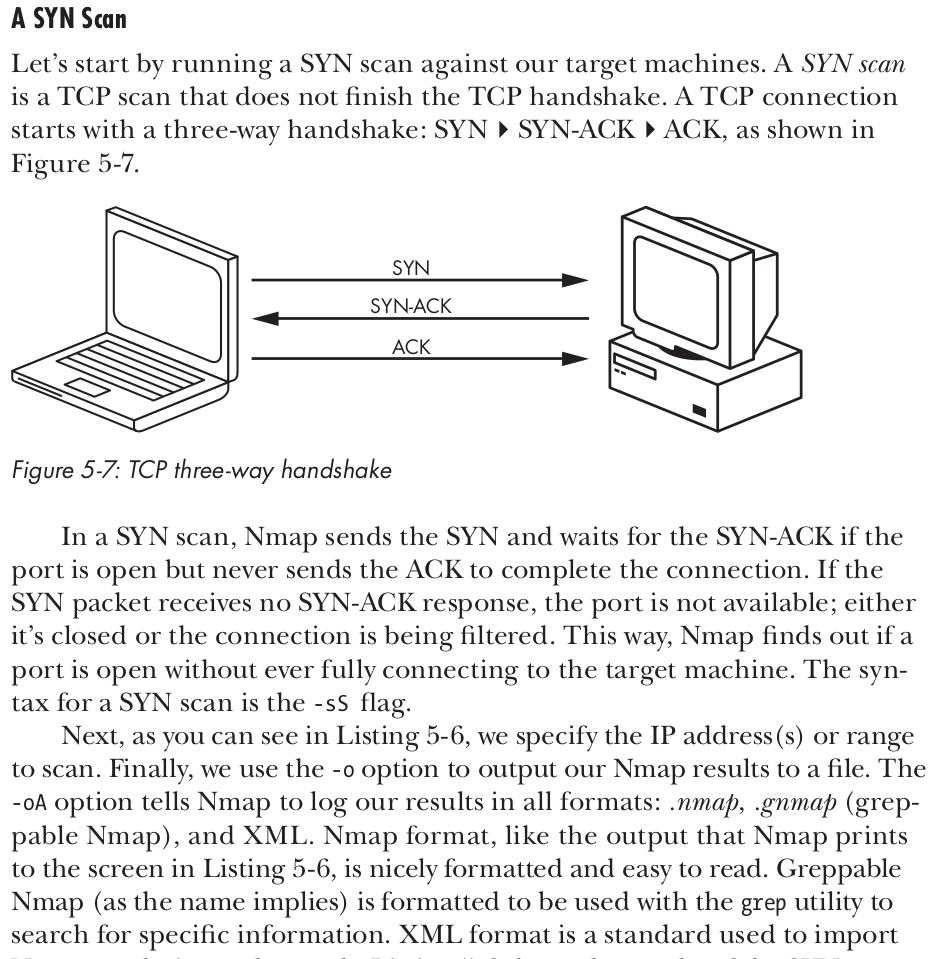 A SYN Scan
Let's start by running a SYN scan against our target machines. A SYN scan
is a TCP scan that does not finish the TCP handshake. A TCP connection
starts with a three-way handshake: SYN ▸ SYN-ACK ▸ ACK, as shown in
Figure 5-7.
SYN
SYN-ACK
ACK
Figure 5-7: TCP three-way handshake
In a SYN scan, Nmap sends the SYN and waits for the SYN-ACK if the
port is open but never sends the ACK to complete the connection. If the
SYN packet receives no SYN-ACK response, the port is not available; either
it's closed or the connection is being filtered. This way, Nmap finds out if a
port is open without ever fully connecting to the target machine. The syn-
tax for a SYN scan is the -sS flag.
Next, as you can see in Listing 5-6, we specify the IP address(s) or range
to scan. Finally, we use the -o option to output our Nmap results to a file. The
-oA option tells Nmap to log our results in all formats: .nmap, .gnmap (grep-
pable Nmap), and XML. Nmap format, like the output that Nmap prints
to the screen in Listing 5-6, is nicely formatted and easy to read. Greppable
Nmap (as the name implies) is formatted to be used with the grep utility to
search for specific information. XML format is a standard used to import